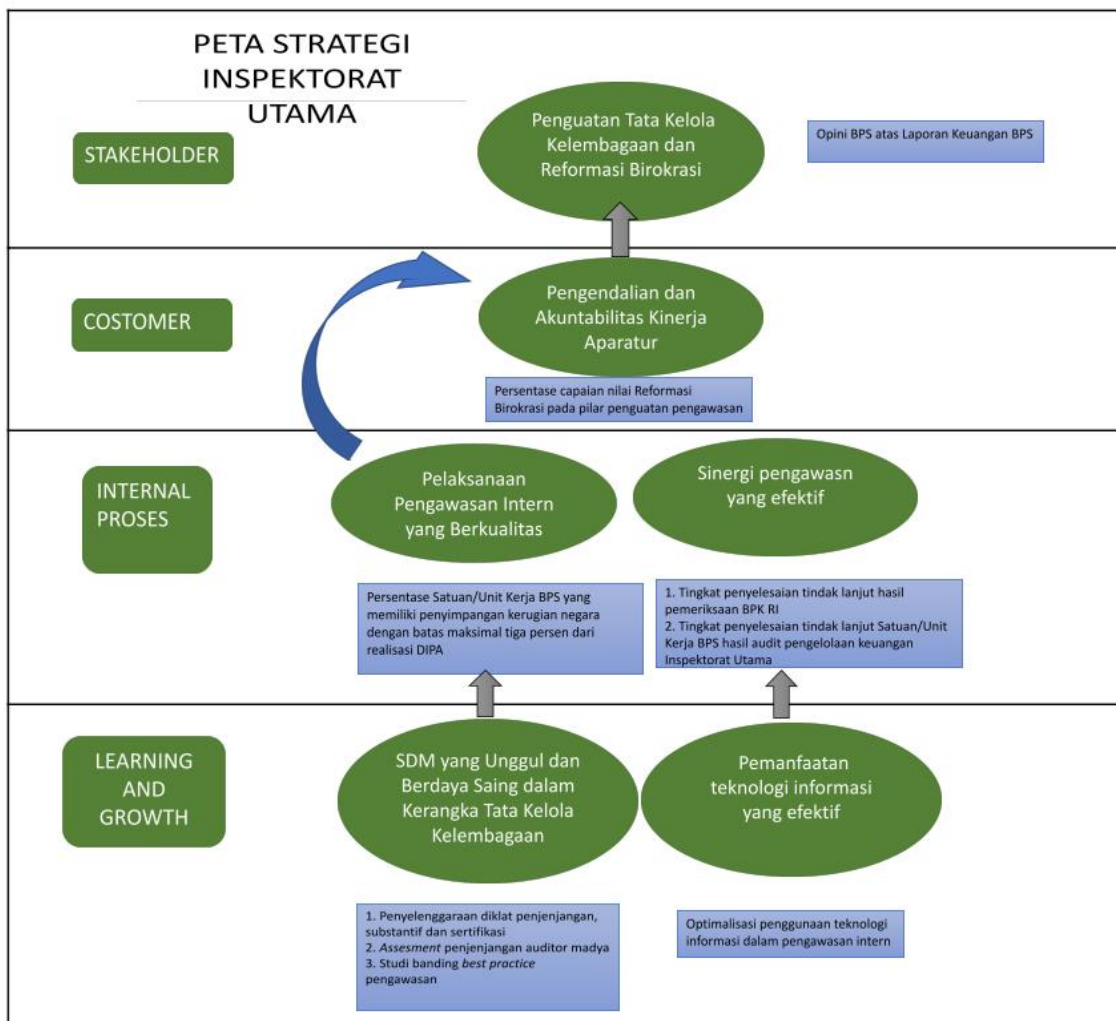 PETA STRATEGI
INSPEKTORAT
UTAMA
STAKEHOLDER
Penguatan Tata Kelola
Kelembagaan dan
Reformasi Birokrasi
Opini BPS atas Laporan Keuangan BPS
COSTOMER
Pengendalian dan
Akuntabilitas Kinerja
Aparatur
Persentase capaian nilai Reformasi
Birokrasi pada pilar penguatan pengawasan
INTERNAL
PROSES
Pelaksanaan
Pengawasan Intern
yang Berkualitas
Sinergi pengawasn
yang efektif
Persentase Satuan/Unit Kerja BPS yang
memiliki penyimpangan kerugian negara
dengan batas maksimal tiga persen dari
realisasi DIPA
1. Tingkat penyelesaian tindak lanjut hasil
pemeriksaan BPK RI
2. Tingkat penyelesaian tindak lanjut Satuan/Unit
Kerja BPS hasil audit pengelolaan keuangan
Inspektorat Utama
LEARNING
AND
GROWTH
SDM yang Unggul dan
Berdaya Saing dalam
Kerangka Tata Kelola
Kelembagaan
Pemanfaatan
teknologi informasi
yang efektif
1. Penyelenggaraan diklat penjenjangan,
substantif dan sertifikasi
2. Assesment penjenjangan auditor madya
3. Studi banding best practice
pengawasan
Optimalisasi penggunaan teknologi
informasi dalam pengawasan intern